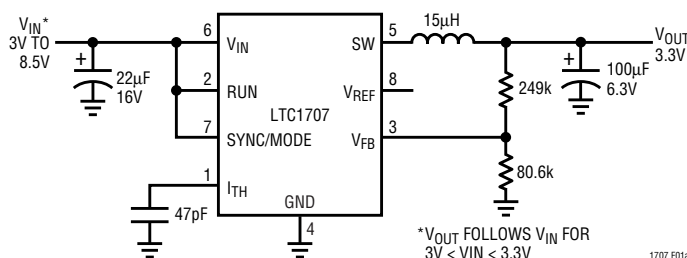 VIN*
3V TO
8.5V
+
22µF
16V
6
VIN
2
RUN
7
SYNC/MODE
1
ITH
47pF
LTC1707
GND
4
SW
5
VREF
8
VFB
3
15µH
249k
80.6k
+
100µF
6.3V
VOUT
3.3V
*VOUT FOLLOWS VIN FOR
3V < VIN < 3.3V
1707 F01a